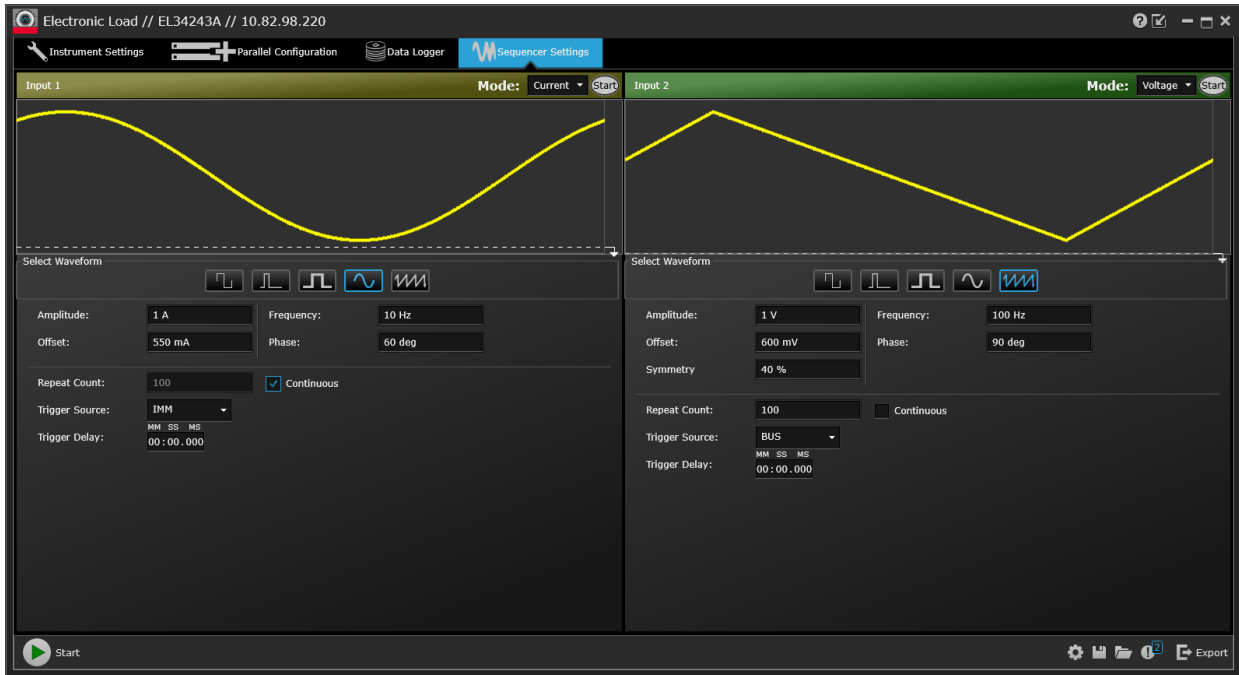 Electronic Load // EL34243A // 10.82.98.220
Instrument Settings Parallel Configuration Data Logger Sequencer Settings
Input 1 Mode: Current Start
Select Waveform
Amplitude: 1 A Frequency: 10 Hz
Offset: 550 mA Phase: 60 deg
Repeat Count: 100 Continuous
Trigger Source: IMM
MM SS MS
Trigger Delay: 00:00.000
Input 2 Mode: Voltage Start
Select Waveform
Amplitude: 1 V Frequency: 100 Hz
Offset: 600 mV Phase: 90 deg
Symmetry 40 %
Repeat Count: 100 Continuous
Trigger Source: BUS
MM SS MS
Trigger Delay: 00:00.000
Start 2 Export